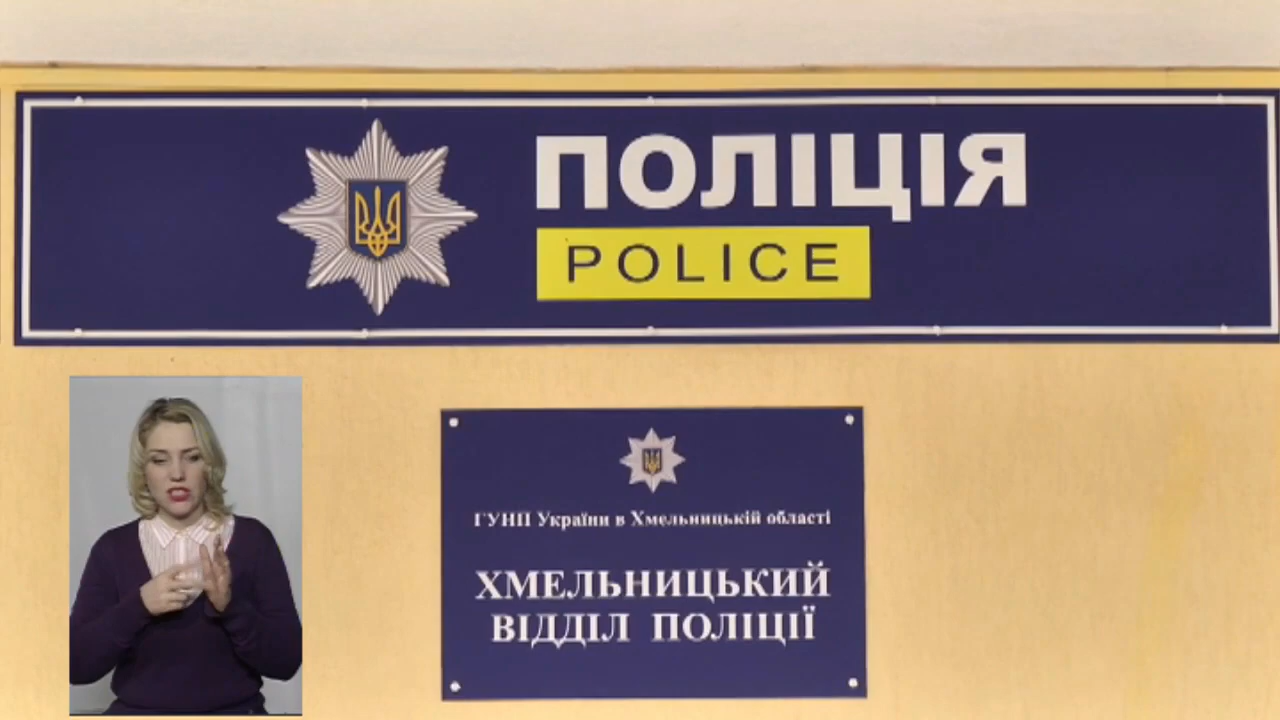 ПОЛІЦІЯ
POLICE
ГУНП України в Хмельницькій області
ХМЕЛЬНИЦЬКИЙ
ВІДДІЛ ПОЛІЦІЇ